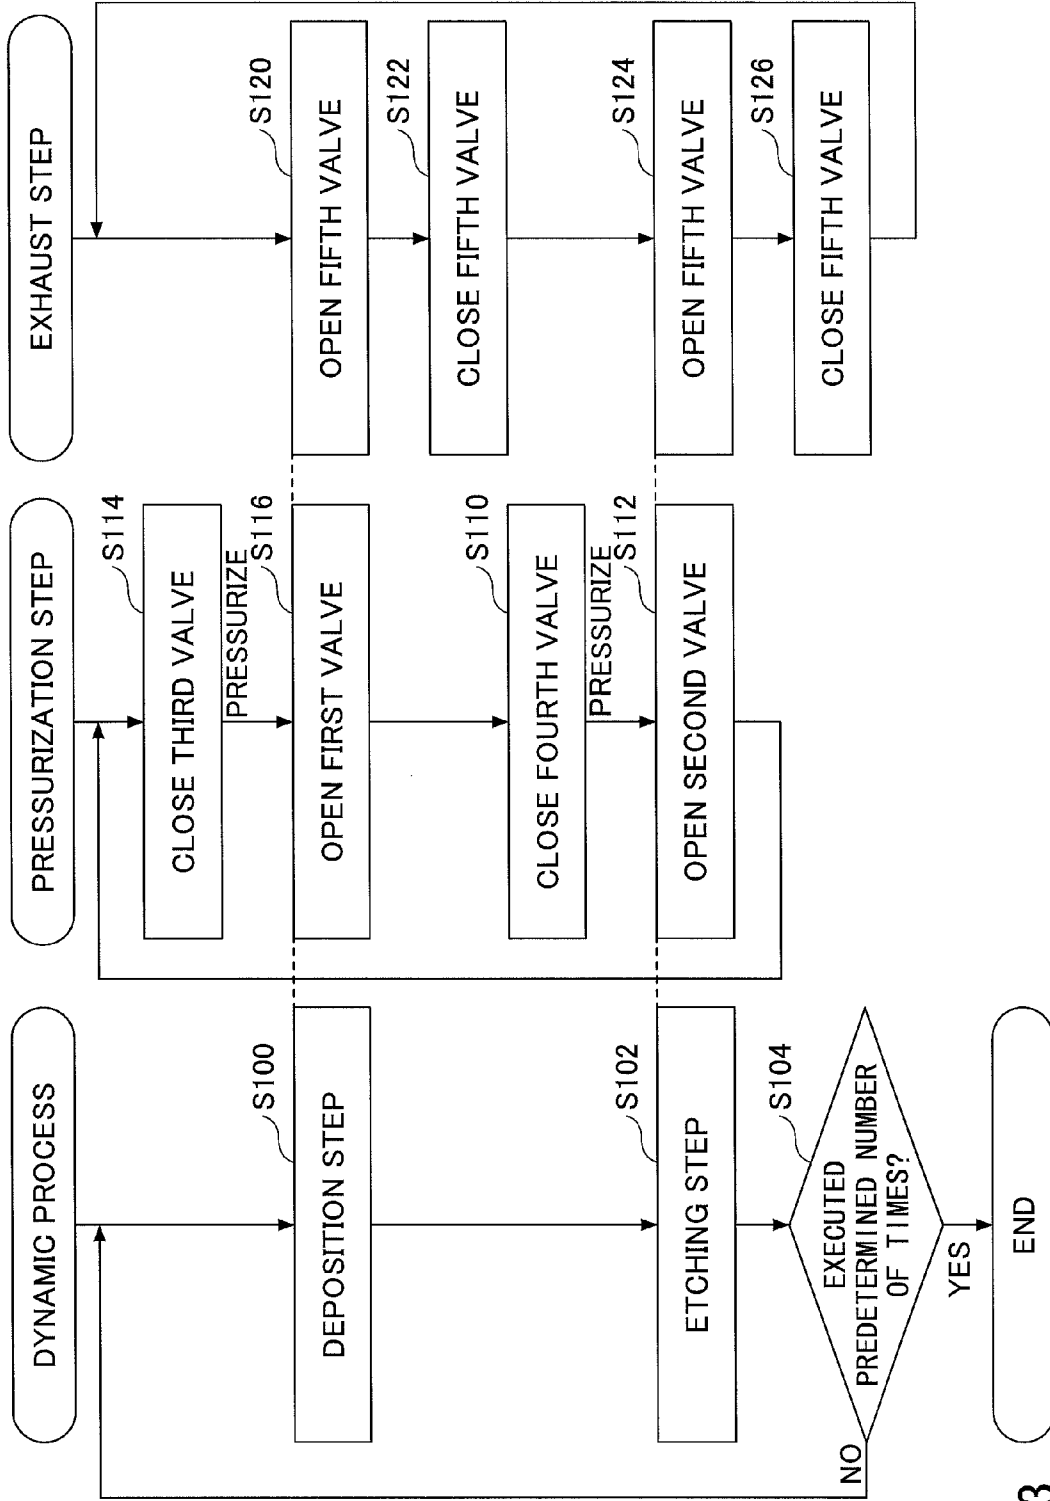 DYNAMIC PROCESS
S100
DEPOSITION STEP
S102
ETCHING STEP
S104
EXECUTED
PREDETERMINED NUMBER
OF TIMES?
NO
YES
END
PRESSURIZATION STEP
S114
CLOSE THIRD VALVE
PRESSURIZE
S116
OPEN FIRST VALVE
S110
CLOSE FOURTH VALVE
PRESSURIZE
S112
OPEN SECOND VALVE
EXHAUST STEP
S120
OPEN FIFTH VALVE
S122
CLOSE FIFTH VALVE
S124
OPEN FIFTH VALVE
S126
CLOSE FIFTH VALVE
3